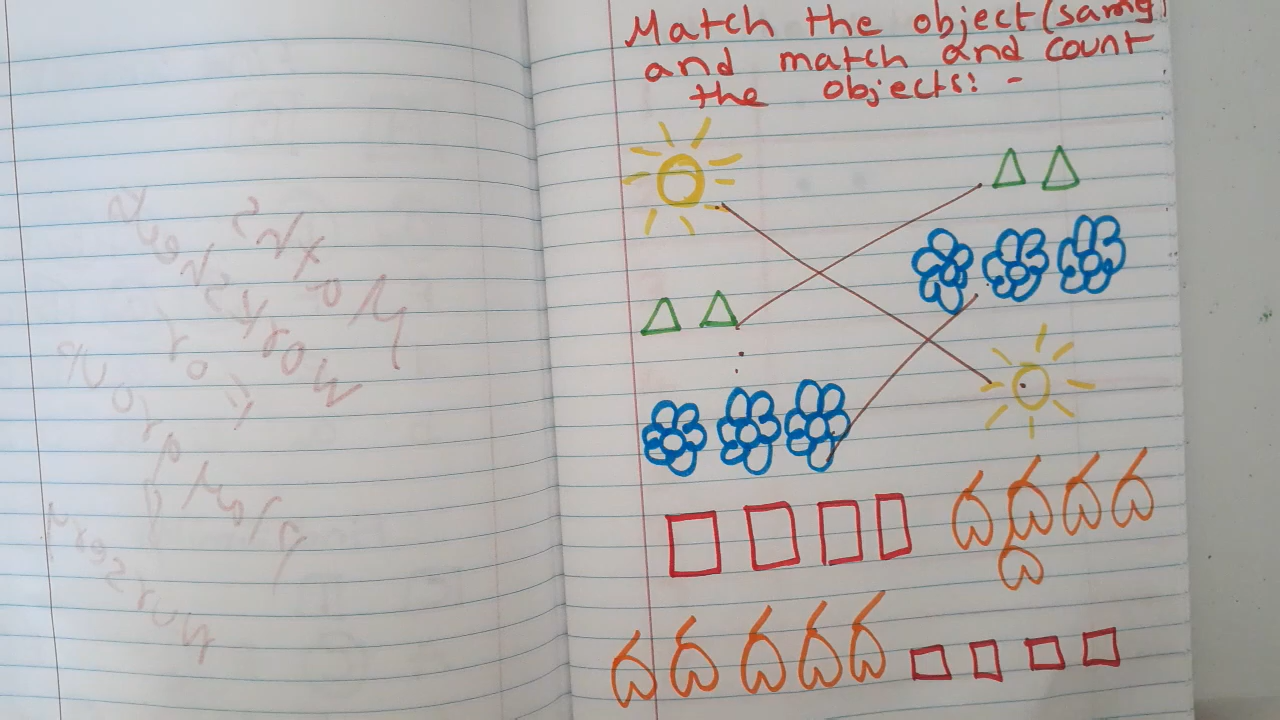 Match the object(same)
and match and count
the objects: -